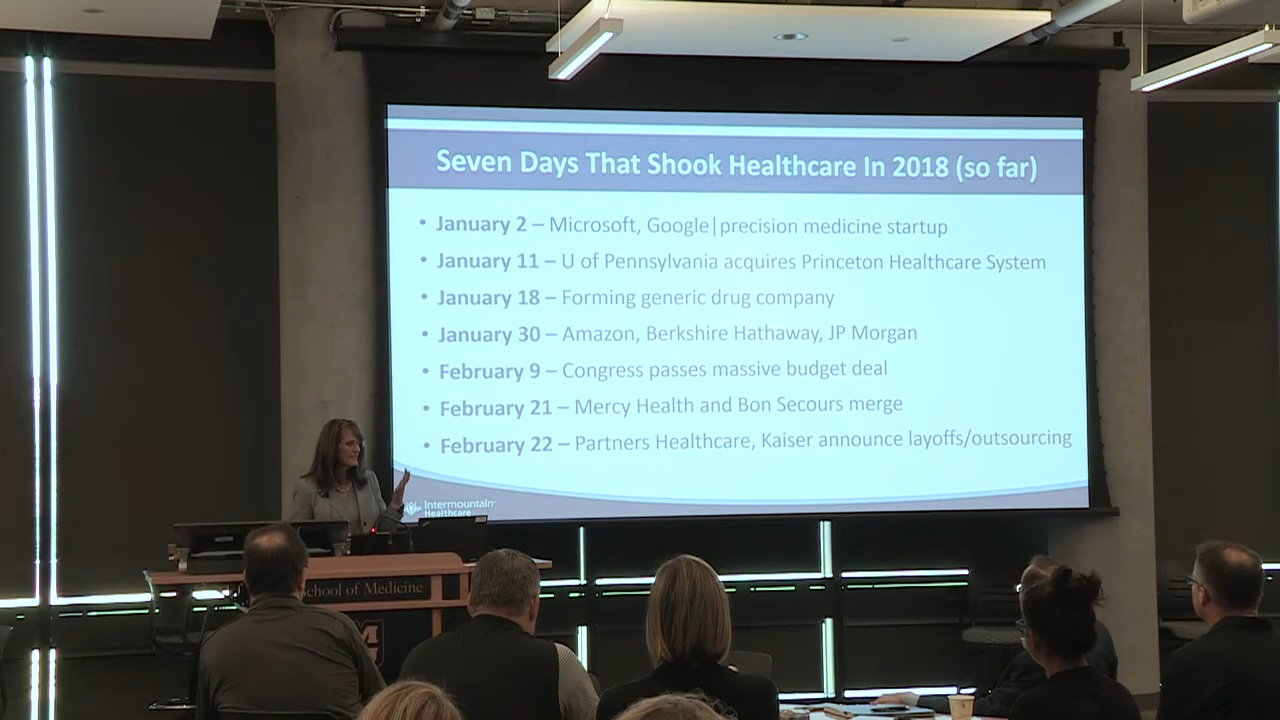 Seven Days That Shook Healthcare In 2018 (so far)
• January 2 – Microsoft, Google|precision medicine startup
• January 11 – U of Pennsylvania acquires Princeton Healthcare System
• January 18 – Forming generic drug company
• January 30 – Amazon, Berkshire Hathaway, JP Morgan
• February 9 – Congress passes massive budget deal
• February 21 – Mercy Health and Bon Secours merge
• February 22 – Partners Healthcare, Kaiser announce layoffs/outsourcing
Intermountain
Healthcare
School of Medicine